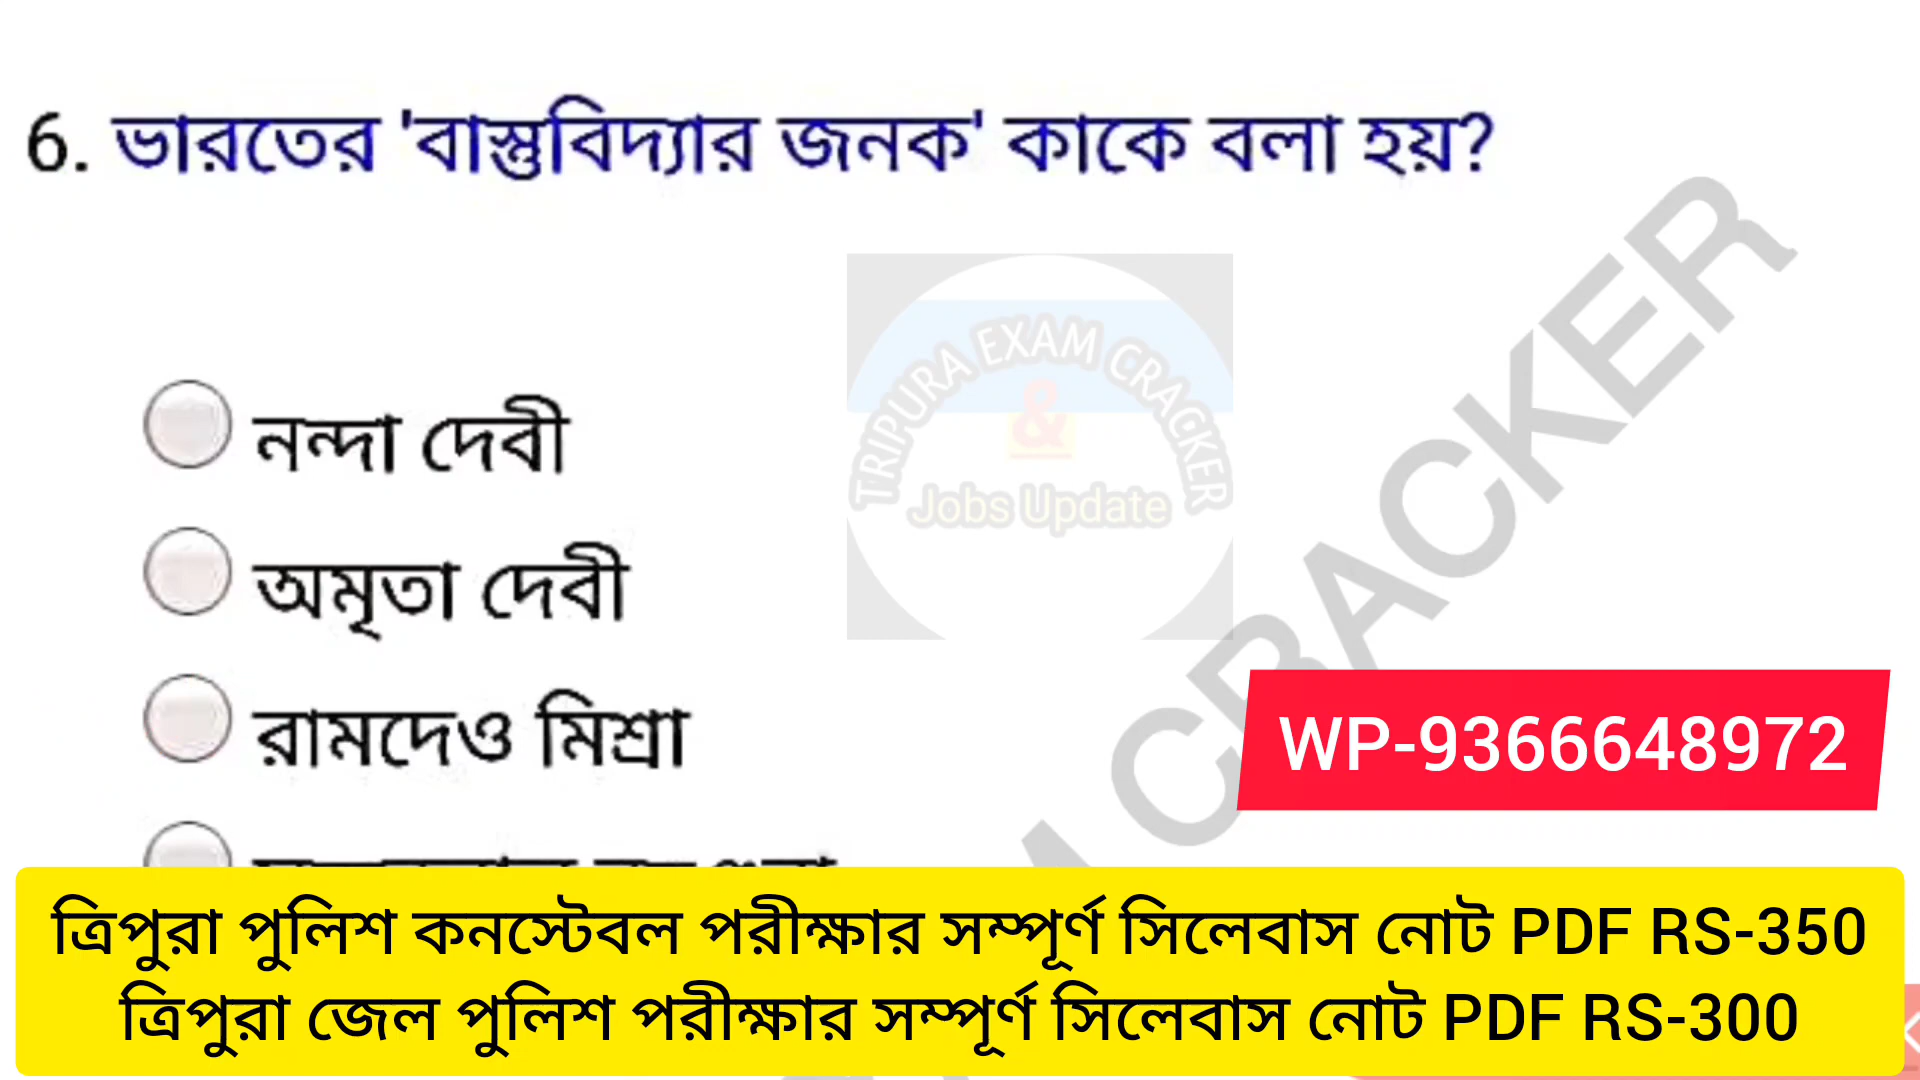 6. ভারতের 'বাস্তুবিদ্যার জনক' কাকে বলা হয়?
TRIPURA EXAM CRACKER
&
Jobs Update
নন্দা দেবী
অমৃতা দেবী
রামদেও মিশ্রা
CRACKER
WP-9366648972
ত্রিপুরা পুলিশ কনস্টেবল পরীক্ষার সম্পূর্ণ সিলেবাস নোট PDF RS-350
ত্রিপুরা জেল পুলিশ পরীক্ষার সম্পূর্ণ সিলেবাস নোট PDF RS-300